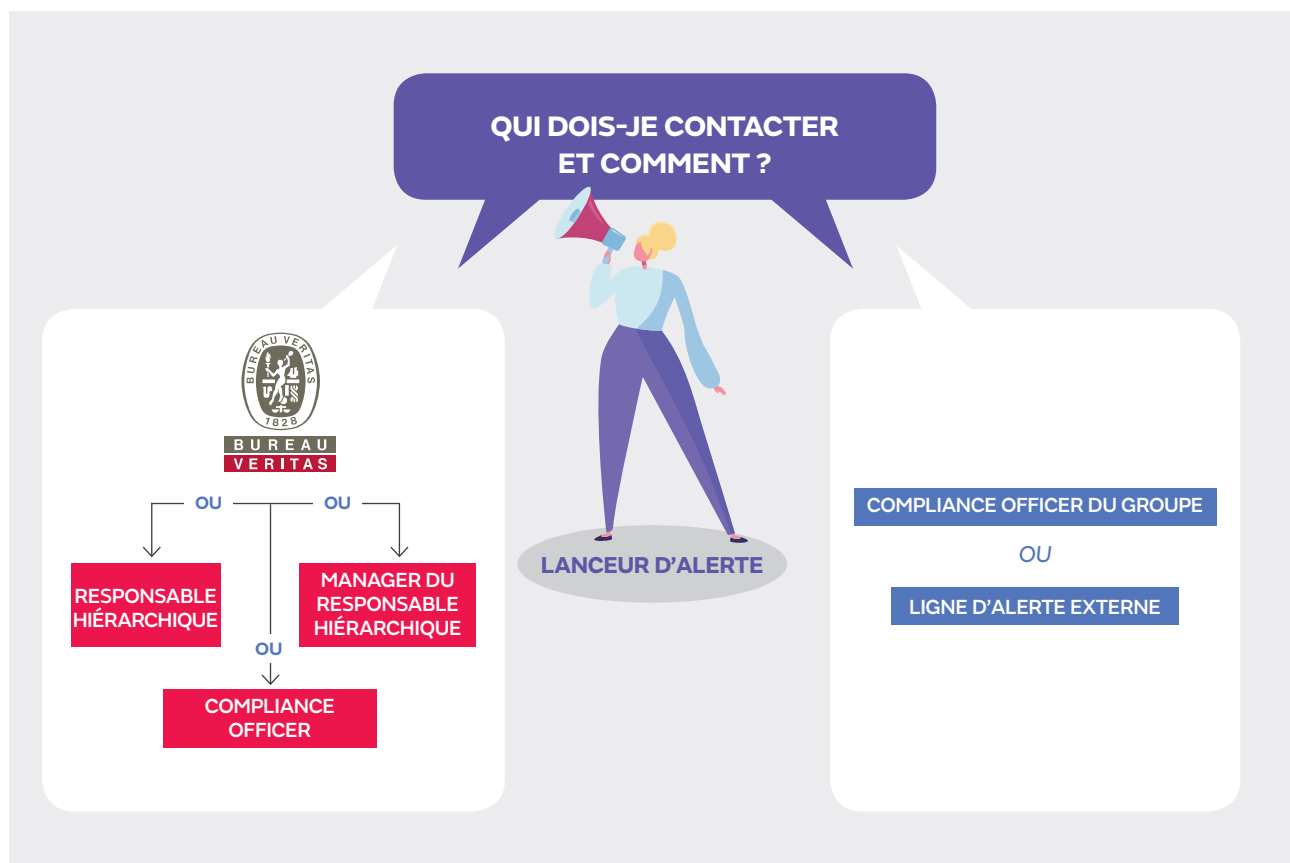 QUI DOIS-JE CONTACTER
ET COMMENT ?
BUREAU VERITAS
1828
BUREAU
VERITAS
OU
OU
RESPONSABLE
HIÉRARCHIQUE
MANAGER DU
RESPONSABLE
HIÉRARCHIQUE
OU
COMPLIANCE
OFFICER
LANCEUR D'ALERTE
COMPLIANCE OFFICER DU GROUPE
OU
LIGNE D'ALERTE EXTERNE